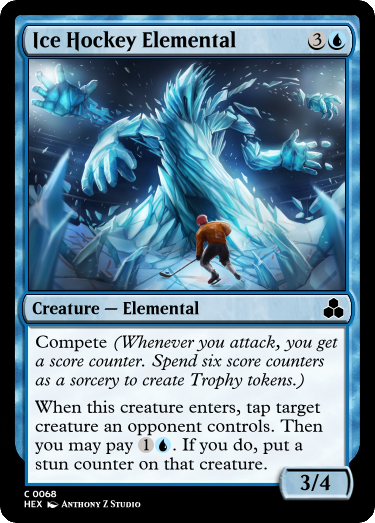 Ice Hockey Elemental 3
Creature — Elemental
Compete (Whenever you attack, you get
a score counter. Spend six score counters
as a sorcery to create Trophy tokens.)
When this creature enters, tap target
creature an opponent controls. Then
you may pay 1. If you do, put a
stun counter on that creature.
3/4
C 0068
HEX Anthony Z Studio